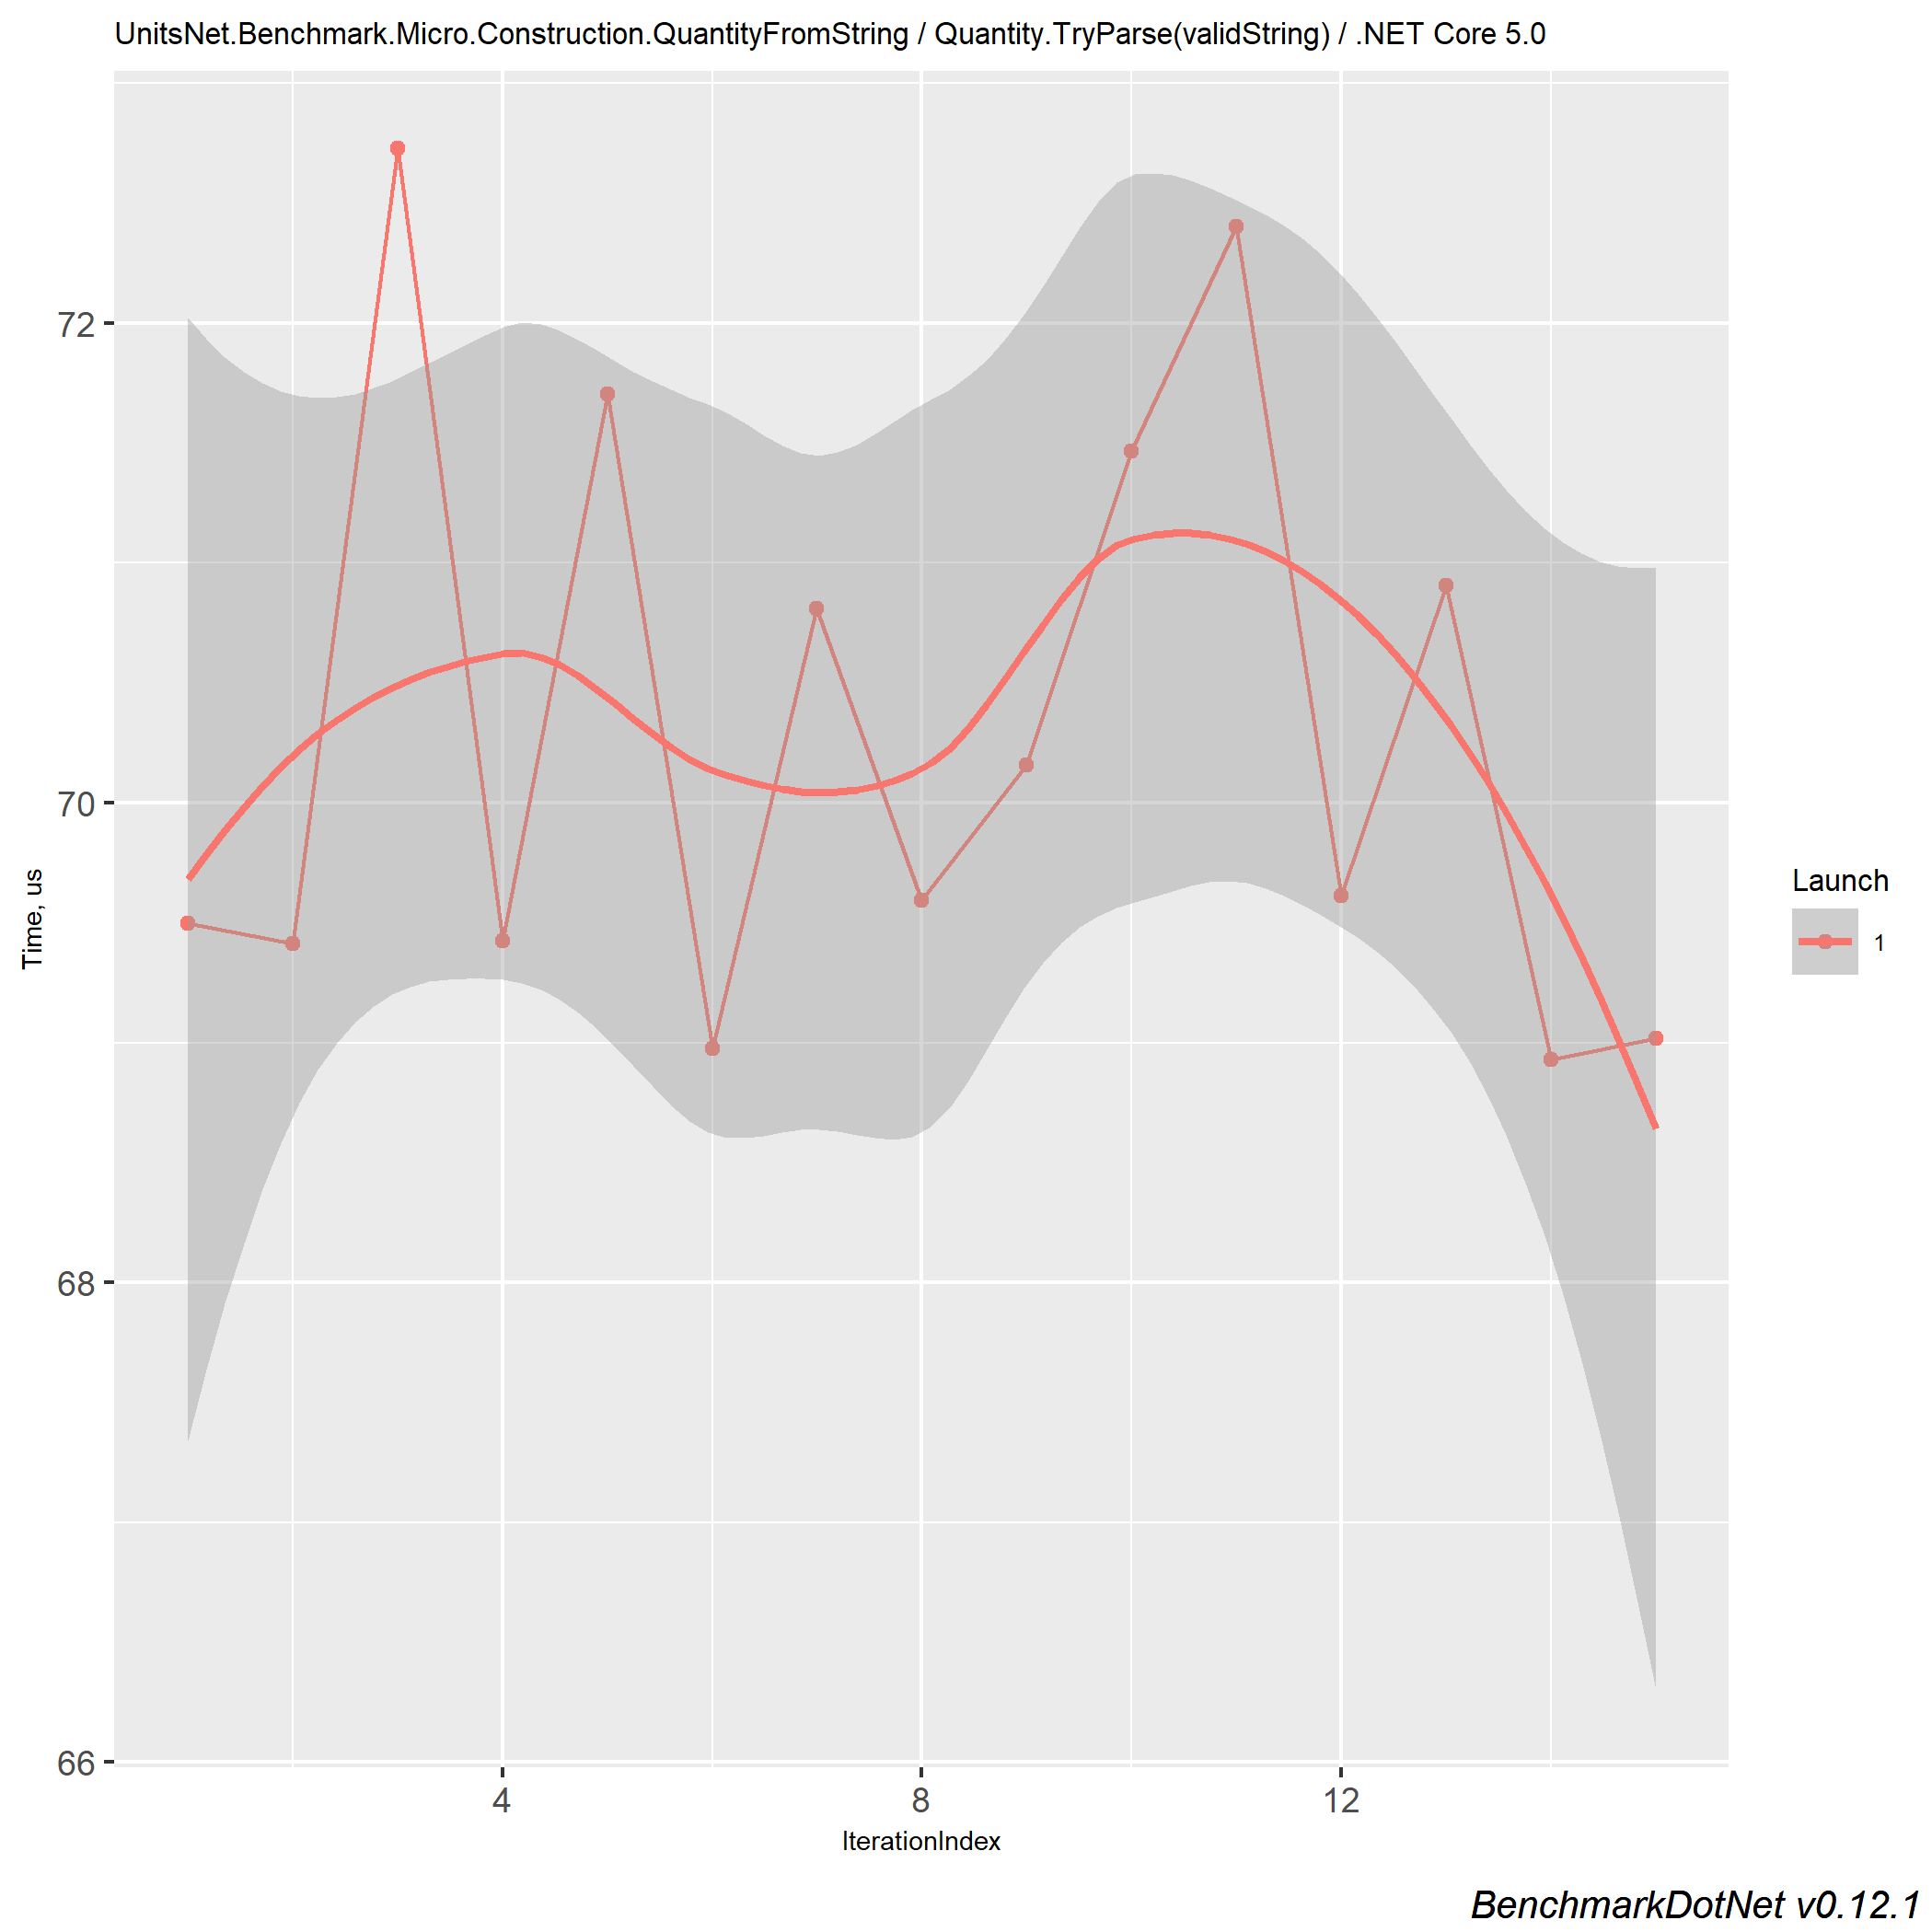 UnitsNet.Benchmark.Micro.Construction.QuantityFromString / Quantity.TryParse(validString) / .NET Core 5.0
72
70
68
66
Time, us
4
8
12
IterationIndex
Launch
1
BenchmarkDotNet v0.12.1